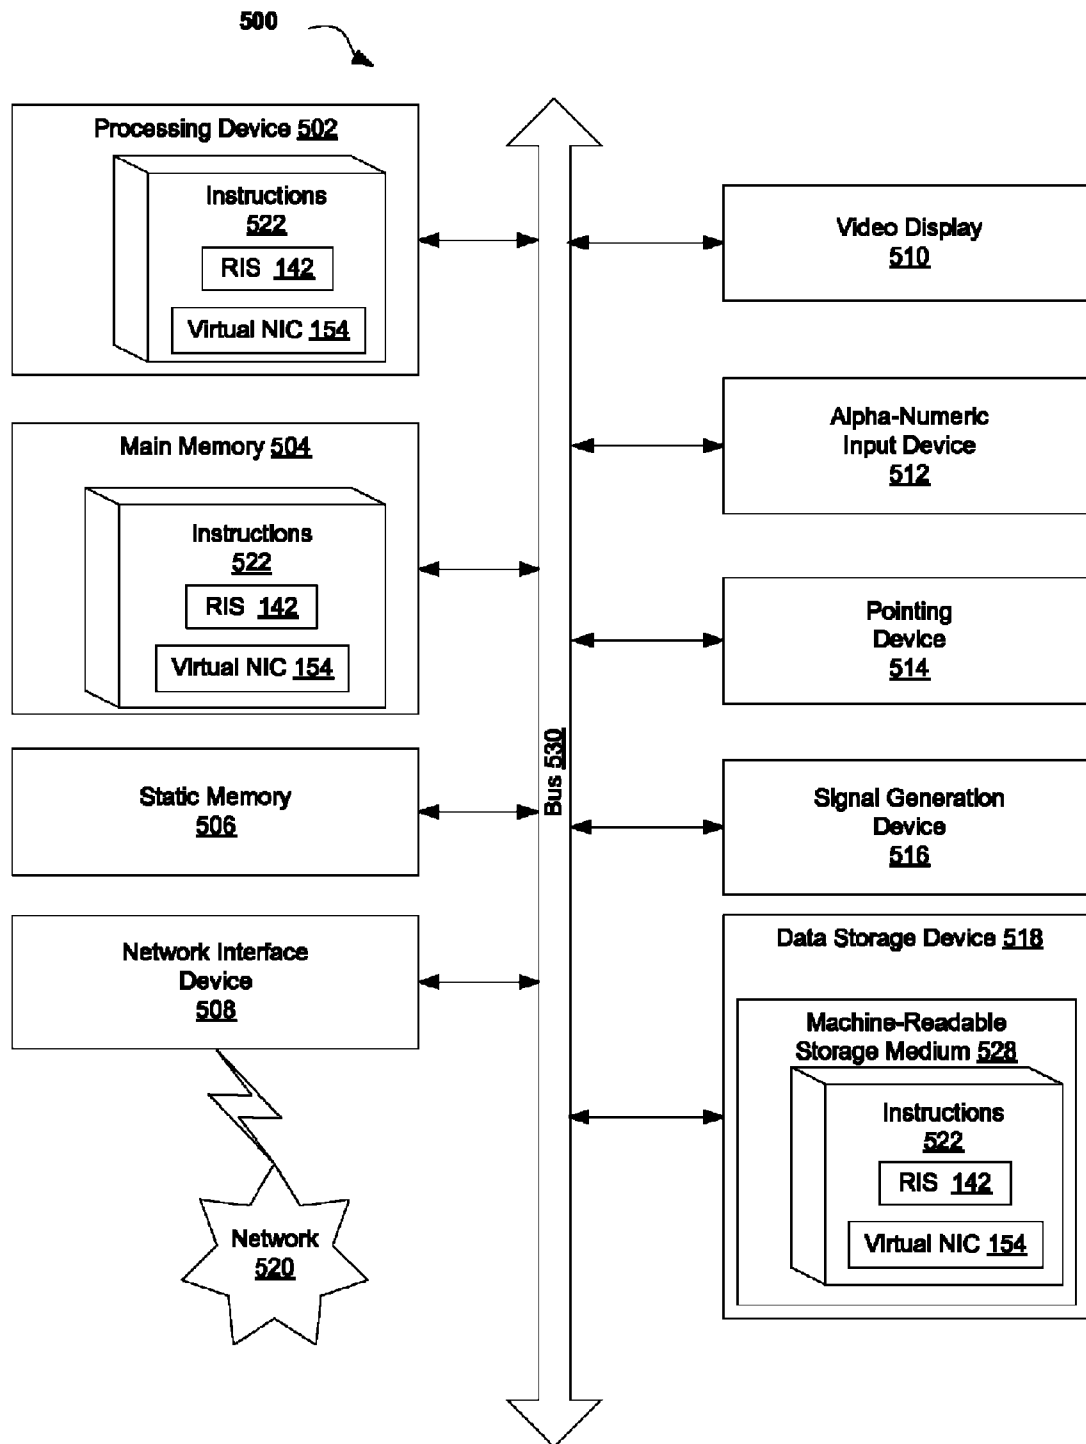 500
Processing Device 502
Instructions
522
RIS 142
Virtual NIC 154
Main Memory 504
Instructions
522
RIS 142
Virtual NIC 154
Static Memory
506
Network Interface
Device
508
Network
520
Bus 530
Video Display
510
Alpha-Numeric
Input Device
512
Pointing
Device
514
Signal Generation
Device
516
Data Storage Device 518
Machine-Readable
Storage Medium 528
Instructions
522
RIS 142
Virtual NIC 154